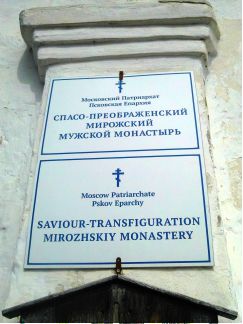 Московский Патриархат
Псковская Епархия
СПАСО-ПРЕОБРАЖЕНСКИЙ
МИРОЖСКИЙ
МУЖСКОЙ МОНАСТЫРЬ
Moscow Patriarchate
Pskov Eparchy
SAVIOUR-TRANSFIGURATION
MIROZHSKIY MONASTERY